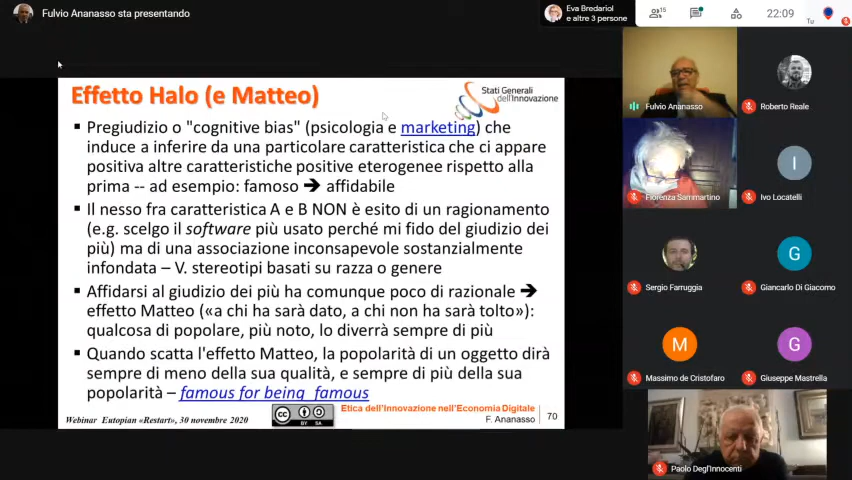 Fulvio Ananasso sta presentando
Eva Bredariol
e altre 3 persone
15
22:09
Tu
Effetto Halo (e Matteo)
Stati Generali
dell'Innovazione
▪ Pregiudizio o "cognitive bias" (psicologia e marketing) che
induce a inferire da una particolare caratteristica che ci appare
positiva altre caratteristiche positive eterogenee rispetto alla
prima -- ad esempio: famoso ➔ affidabile
▪ Il nesso fra caratteristica A e B NON è esito di un ragionamento
(e.g. scelgo il software più usato perché mi fido del giudizio dei
più) ma di una associazione inconsapevole sostanzialmente
infondata – V. stereotipi basati su razza o genere
▪ Affidarsi al giudizio dei più ha comunque poco di razionale ➔
effetto Matteo («a chi ha sarà dato, a chi non ha sarà tolto»):
qualcosa di popolare, più noto, lo diverrà sempre di più
▪ Quando scatta l'effetto Matteo, la popolarità di un oggetto dirà
sempre di meno della sua qualità, e sempre di più della sua
popolarità – famous for being famous
Webinar Eutopian «Restart», 30 novembre 2020
cc
BY SA
Etica dell'Innovazione nell'Economia Digitale
F. Ananasso
70
Fulvio Ananasso
Roberto Reale
Fiorenza Sammartino
I
Ivo Locatelli
Sergio Farruggia
G
Giancarlo Di Giacomo
M
Massimo de Cristofaro
G
Giuseppe Mastrella
Paolo Degl'Innocenti